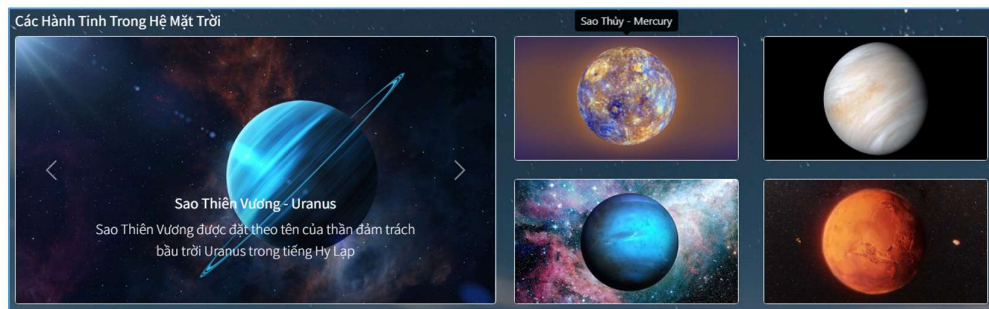 Các Hành Tinh Trong Hệ Mặt Trời
Sao Thủy - Mercury
Sao Thiên Vương - Uranus
Sao Thiên Vương được đặt theo tên của thần đảm trách
bầu trời Uranus trong tiếng Hy Lạp